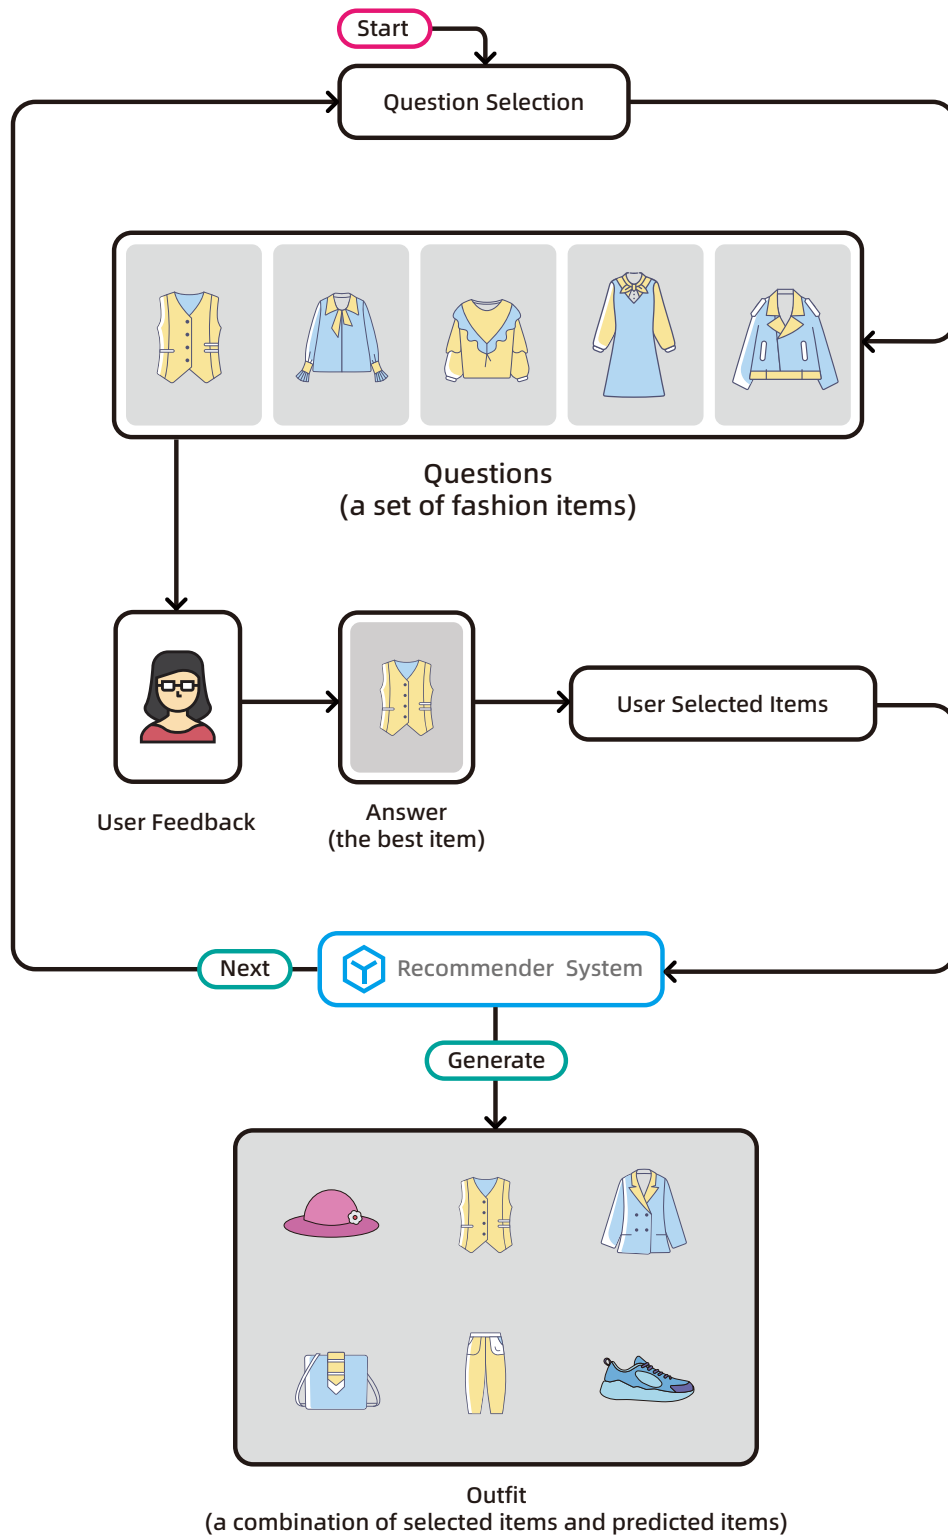 Start
Question Selection
Questions
(a set of fashion items)
User Feedback
Answer
(the best item)
User Selected Items
Next
Recommender System
Generate
Outfit
(a combination of selected items and predicted items)